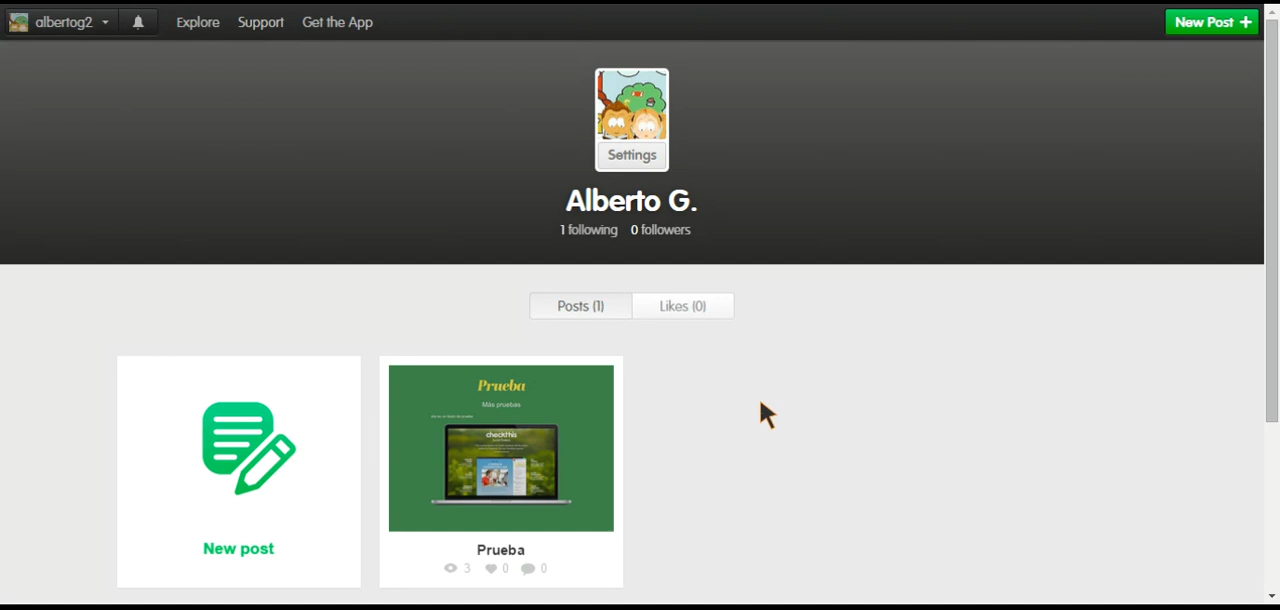 albertog2 Explore Support Get the App New Post +
Settings
Alberto G.
1 following 0 followers
Posts (1) Likes (0)
Prueba
Más pruebas
checkthis
New post
Prueba
3 0 0